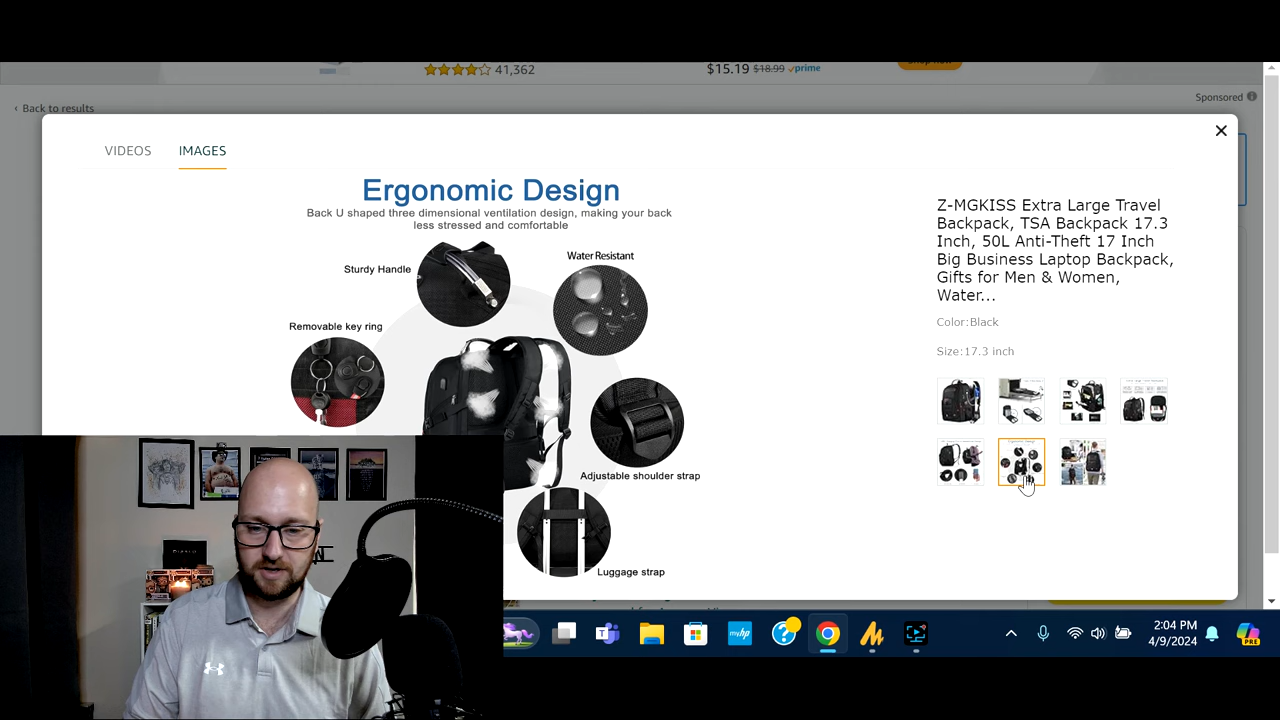 41,362
$15.19 $18.99 prime
‹ Back to results
Sponsored
VIDEOS IMAGES
Ergonomic Design
Back U shaped three dimensional ventilation design, making your back
less stressed and comfortable
Sturdy Handle
Water Resistant
Removable key ring
Adjustable shoulder strap
Luggage strap
Z-MGKISS Extra Large Travel
Backpack, TSA Backpack 17.3
Inch, 50L Anti-Theft 17 Inch
Big Business Laptop Backpack,
Gifts for Men & Women,
Water...
Color:Black
Size:17.3 inch
myhp
2:04 PM
4/9/2024
PRE